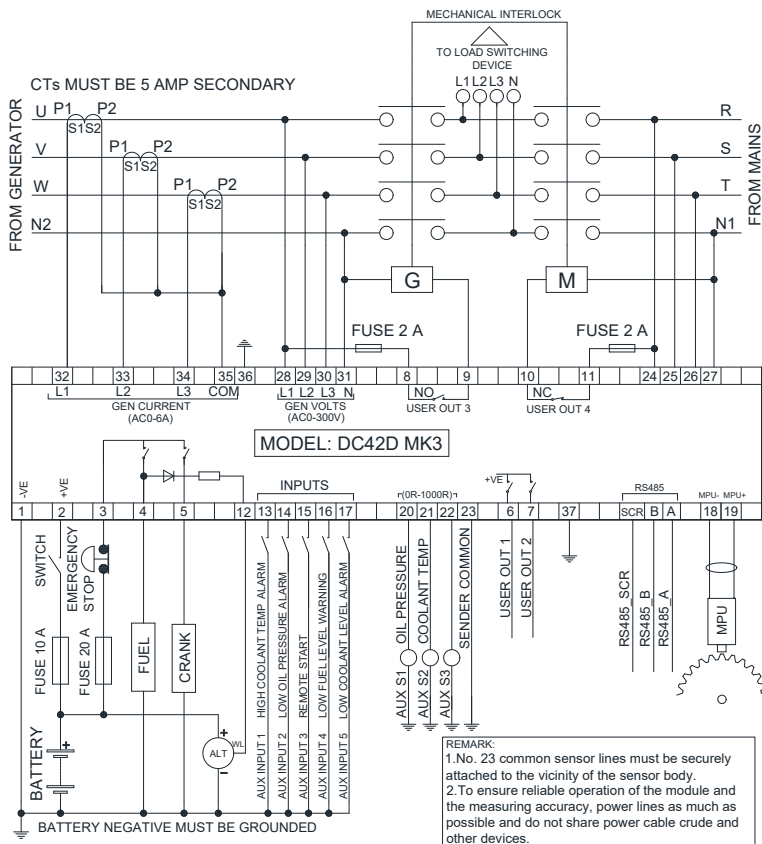 MECHANICAL INTERLOCK
TO LOAD SWITCHING
DEVICE
L1 L2 L3 N
CTs MUST BE 5 AMP SECONDARY
FROM GENERATOR
U P1 P2
S1S2
V P1 P2
S1S2
W P1 P2
S1S2
N2
R
S
T
N1
FROM MAINS
G
M
FUSE 2 A
FUSE 2 A
32 33 34 35 36 28 29 30 31 8 9 10 11 24 25 26 27
L1 L2 L3 COM
GEN CURRENT
(AC0-6A)
L1 L2 L3 N
GEN VOLTS
(AC0-300V)
NO
USER OUT 3
NC
USER OUT 4
MODEL: DC42D MK3
-VE
+VE
INPUTS
(0R-1000R)
+VE
RS485
MPU- MPU+
1 2 3 4 5 12 13 14 15 16 17 20 21 22 23 6 7 37 SCR B A 18 19
SWITCH
EMERGENCY
STOP
FUSE 10 A
FUSE 20 A
FUEL
CRANK
BATTERY
+
+
ALT
WL
-
AUX INPUT 1 HIGH COOLANT TEMP ALARM
AUX INPUT 2 LOW OIL PRESSURE ALARM
AUX INPUT 3 REMOTE START
AUX INPUT 4 LOW FUEL LEVEL WARNING
AUX INPUT 5 LOW COOLANT LEVEL ALARM
AUX S1 OIL PRESSURE
AUX S2 COOLANT TEMP
AUX S3
SENDER COMMON
USER OUT 1
USER OUT 2
RS485_SCR
RS485_B
RS485_A
MPU
BATTERY NEGATIVE MUST BE GROUNDED
REMARK:
1.No. 23 common sensor lines must be securely
attached to the vicinity of the sensor body.
2.To ensure reliable operation of the module and
the measuring accuracy, power lines as much as
possible and do not share power cable crude and
other devices.